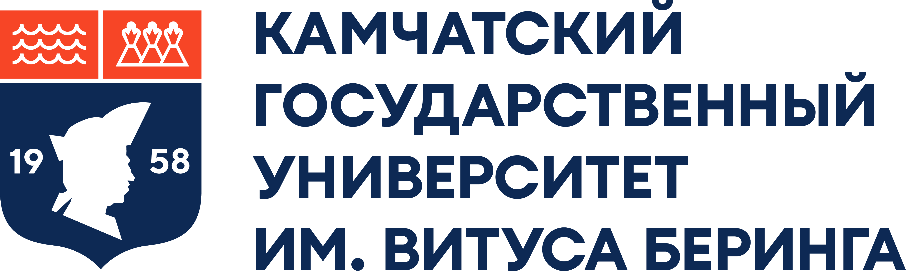 КАМЧАТСКИЙ
ГОСУДАРСТВЕННЫЙ
УНИВЕРСИТЕТ
ИМ. ВИТУСА БЕРИНГА
19 58